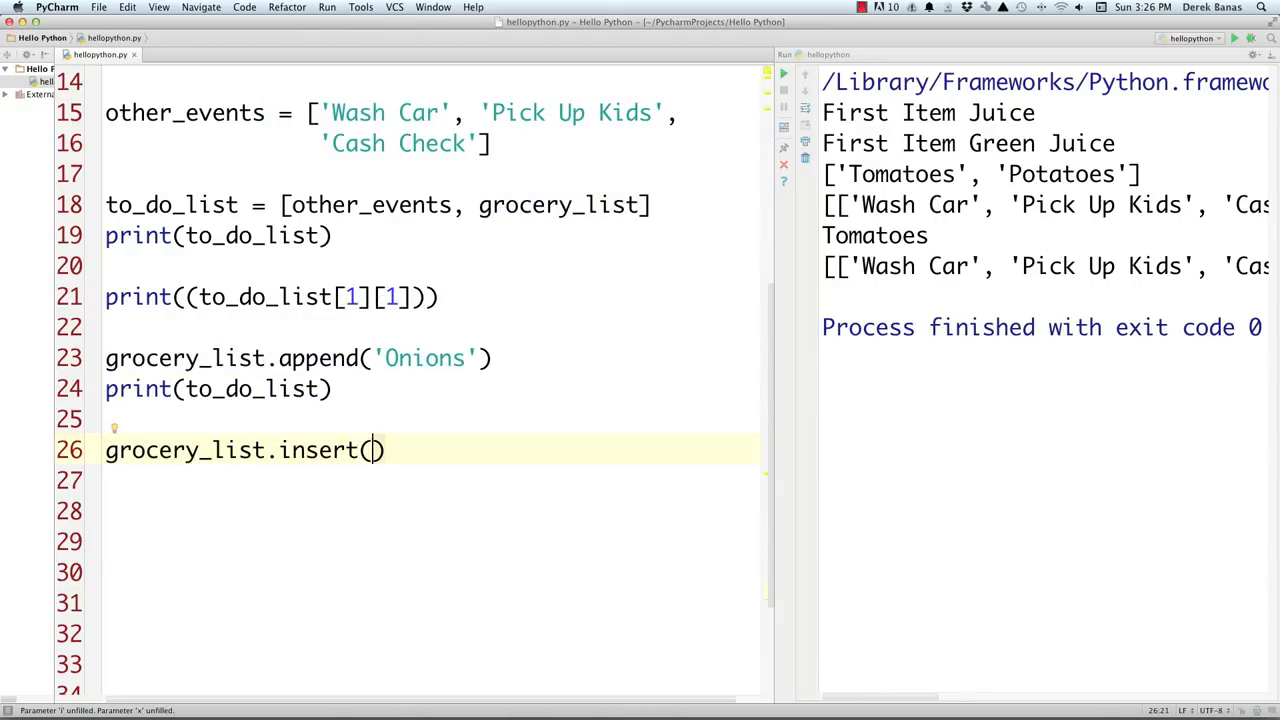 PyCharm File Edit View Navigate Code Refactor Run Tools VCS Window Help 10 Sun 3:26 PM Derek Banas
hellopython.py – Hello Python – [~/PycharmProjects/Hello Python]
Hello Python hellopython.py hellopython
hellopython.py Run hellopython
Hello P
hell
Externa
14
15 other_events = ['Wash Car', 'Pick Up Kids',
16 'Cash Check']
17
18 to_do_list = [other_events, grocery_list]
19 print(to_do_list)
20
21 print((to_do_list[1][1]))
22
23 grocery_list.append('Onions')
24 print(to_do_list)
25
26 grocery_list.insert()
27
28
29
30
31
32
33
34
/Library/Frameworks/Python.framewo
First Item Juice
First Item Green Juice
['Tomatoes', 'Potatoes']
[['Wash Car', 'Pick Up Kids', 'Cas
Tomatoes
[['Wash Car', 'Pick Up Kids', 'Cas
Process finished with exit code 0
Parameter 'i' unfilled. Parameter 'x' unfilled. 26:21 LF UTF-8